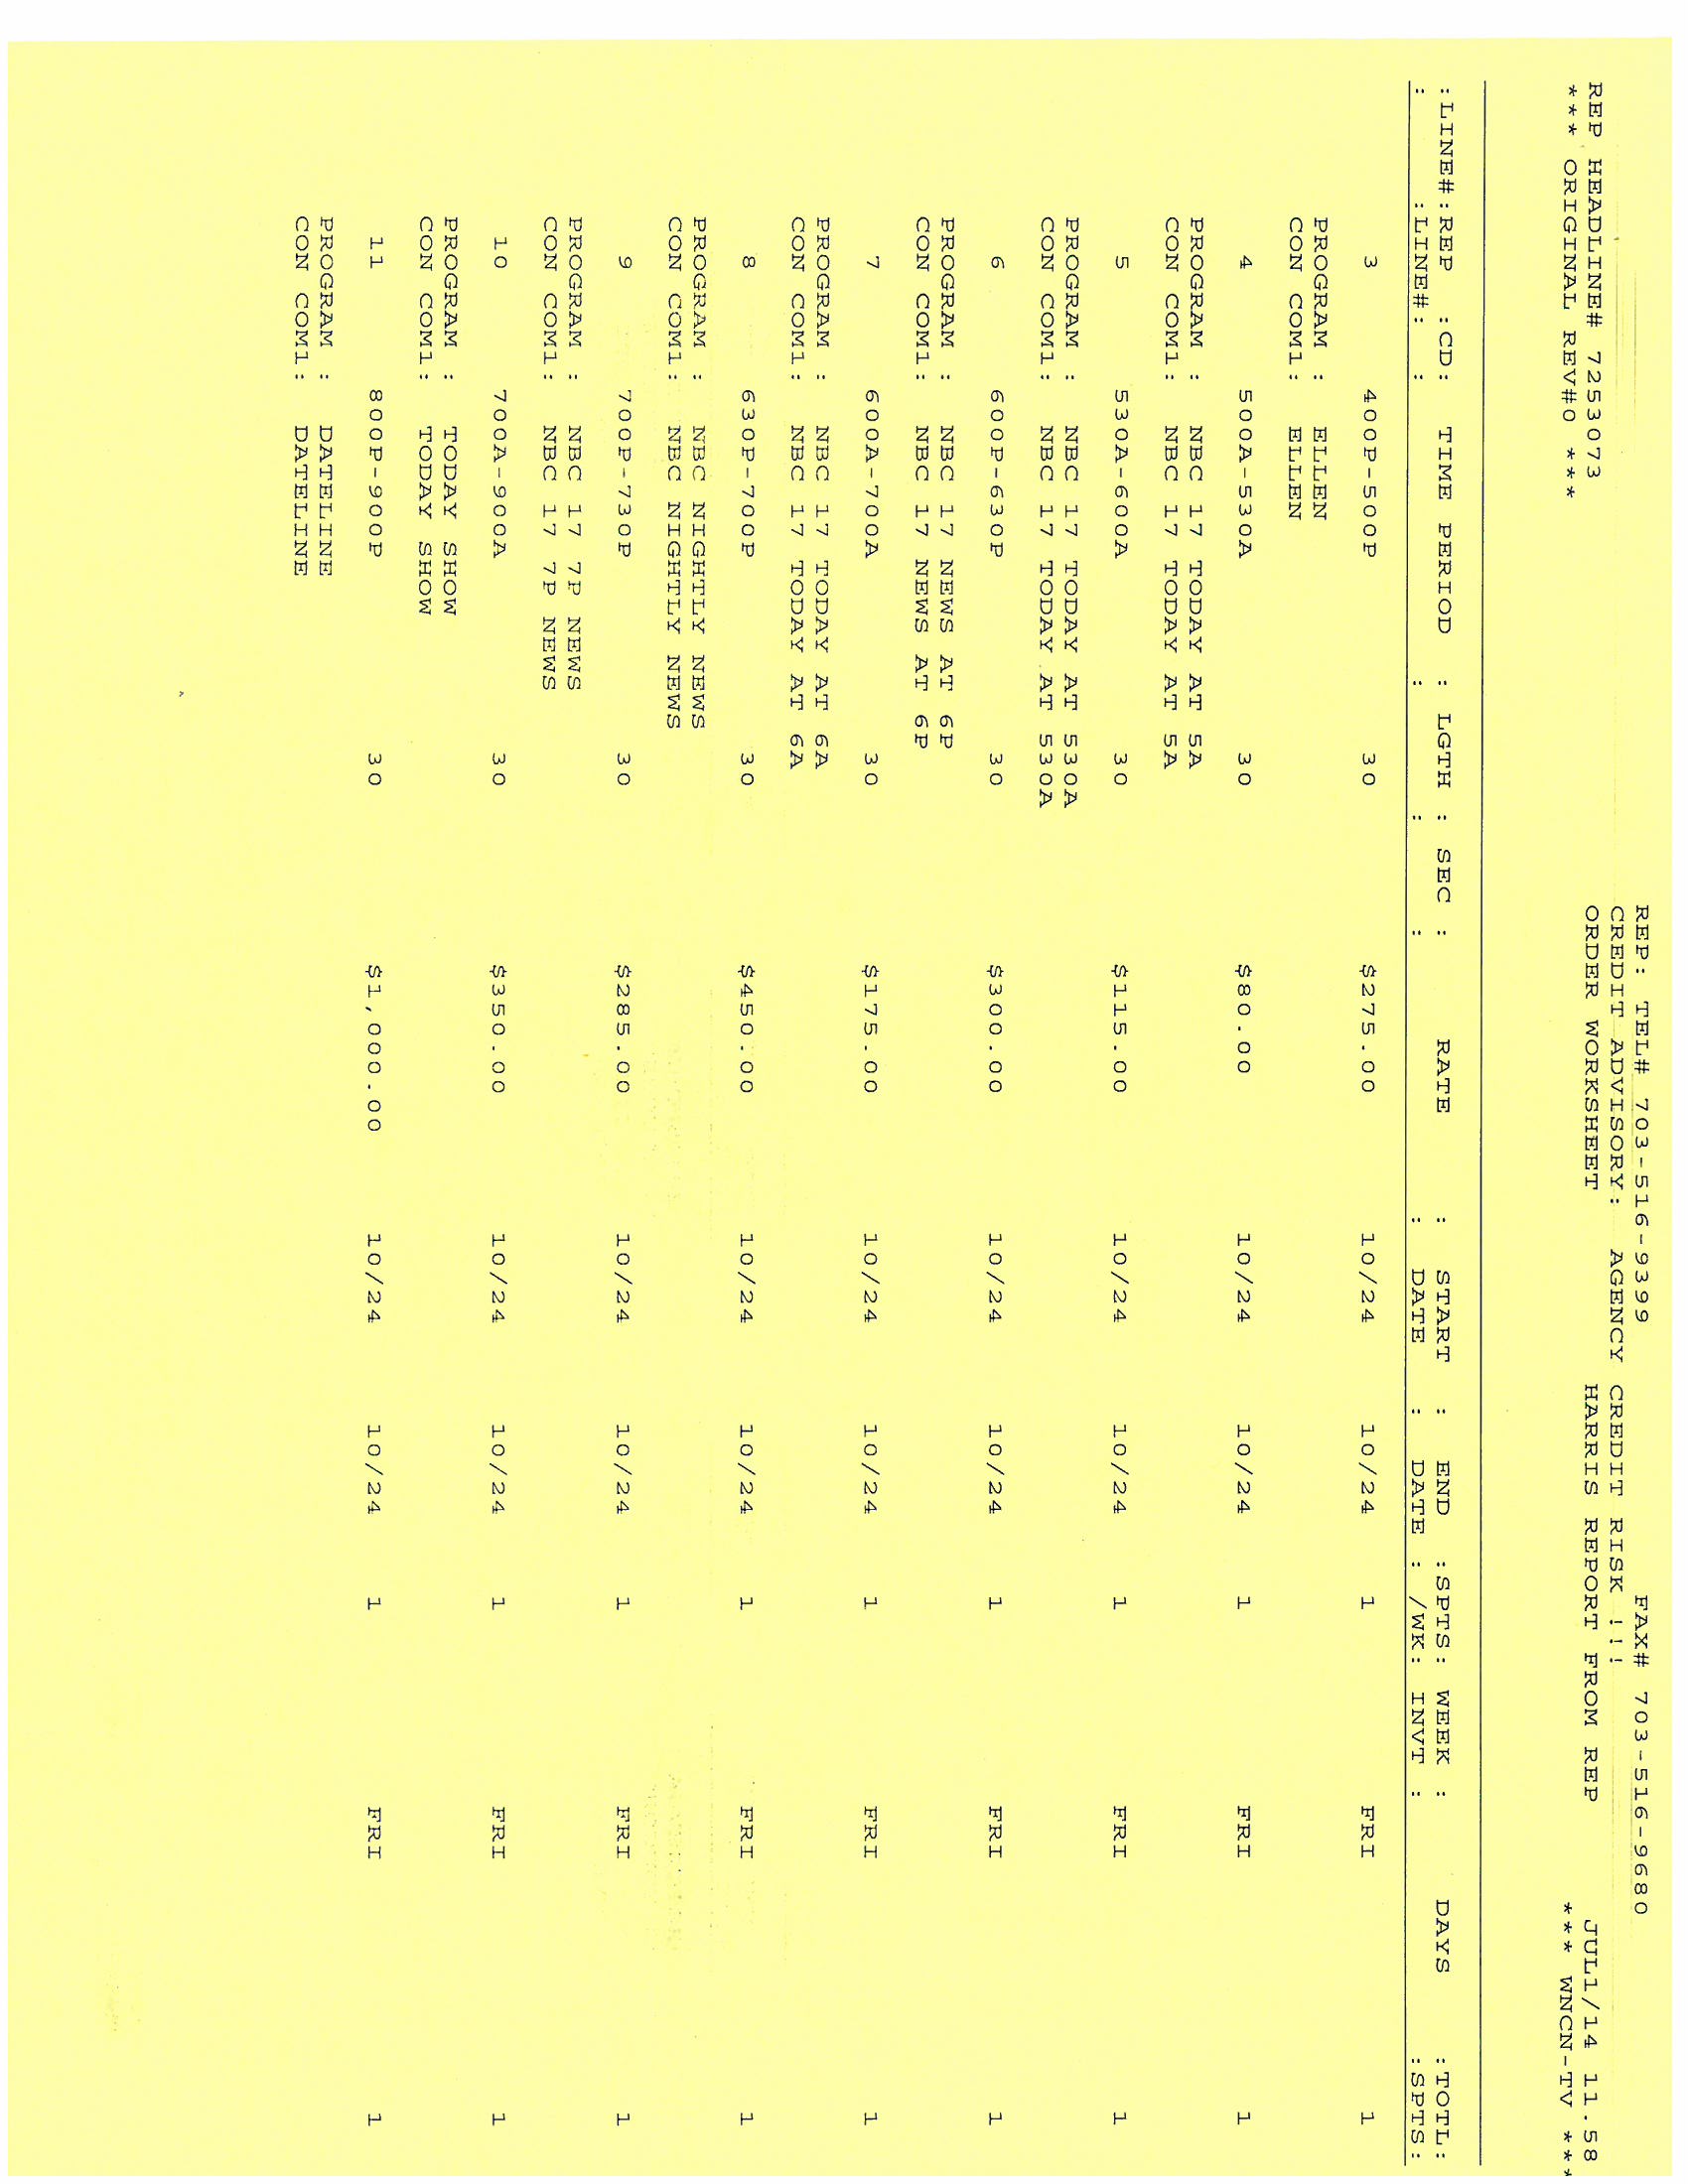 REP: TEL# 703-516-9399 FAX# 703-516-9680
CREDIT ADVISORY: AGENCY CREDIT RISK !!!
REP HEADLINE# 7253073 ORDER WORKSHEET HARRIS REPORT FROM REP JUL1/14 11.58
*** ORIGINAL REV#0 *** *** WNCN-TV ***
:LINE#:REP :CD: TIME PERIOD : LGTH : SEC : RATE : START : END :SPTS: WEEK : DAYS :TOTL:
: :LINE#: : : : : : DATE : DATE : /WK: INVT : :SPTS:
3 400P-500P 30 $275.00 10/24 10/24 1 FRI 1
PROGRAM : ELLEN
CON COM1: ELLEN
4 500A-530A 30 $80.00 10/24 10/24 1 FRI 1
PROGRAM : NBC 17 TODAY AT 5A
CON COM1: NBC 17 TODAY AT 5A
5 530A-600A 30 $115.00 10/24 10/24 1 FRI 1
PROGRAM : NBC 17 TODAY AT 530A
CON COM1: NBC 17 TODAY AT 530A
6 600P-630P 30 $300.00 10/24 10/24 1 FRI 1
PROGRAM : NBC 17 NEWS AT 6P
CON COM1: NBC 17 NEWS AT 6P
7 600A-700A 30 $175.00 10/24 10/24 1 FRI 1
PROGRAM : NBC 17 TODAY AT 6A
CON COM1: NBC 17 TODAY AT 6A
8 630P-700P 30 $450.00 10/24 10/24 1 FRI 1
PROGRAM : NBC NIGHTLY NEWS
CON COM1: NBC NIGHTLY NEWS
9 700P-730P 30 $285.00 10/24 10/24 1 FRI 1
PROGRAM : NBC 17 7P NEWS
CON COM1: NBC 17 7P NEWS
10 700A-900A 30 $350.00 10/24 10/24 1 FRI 1
PROGRAM : TODAY SHOW
CON COM1: TODAY SHOW
11 800P-900P 30 $1,000.00 10/24 10/24 1 FRI 1
PROGRAM : DATELINE
CON COM1: DATELINE